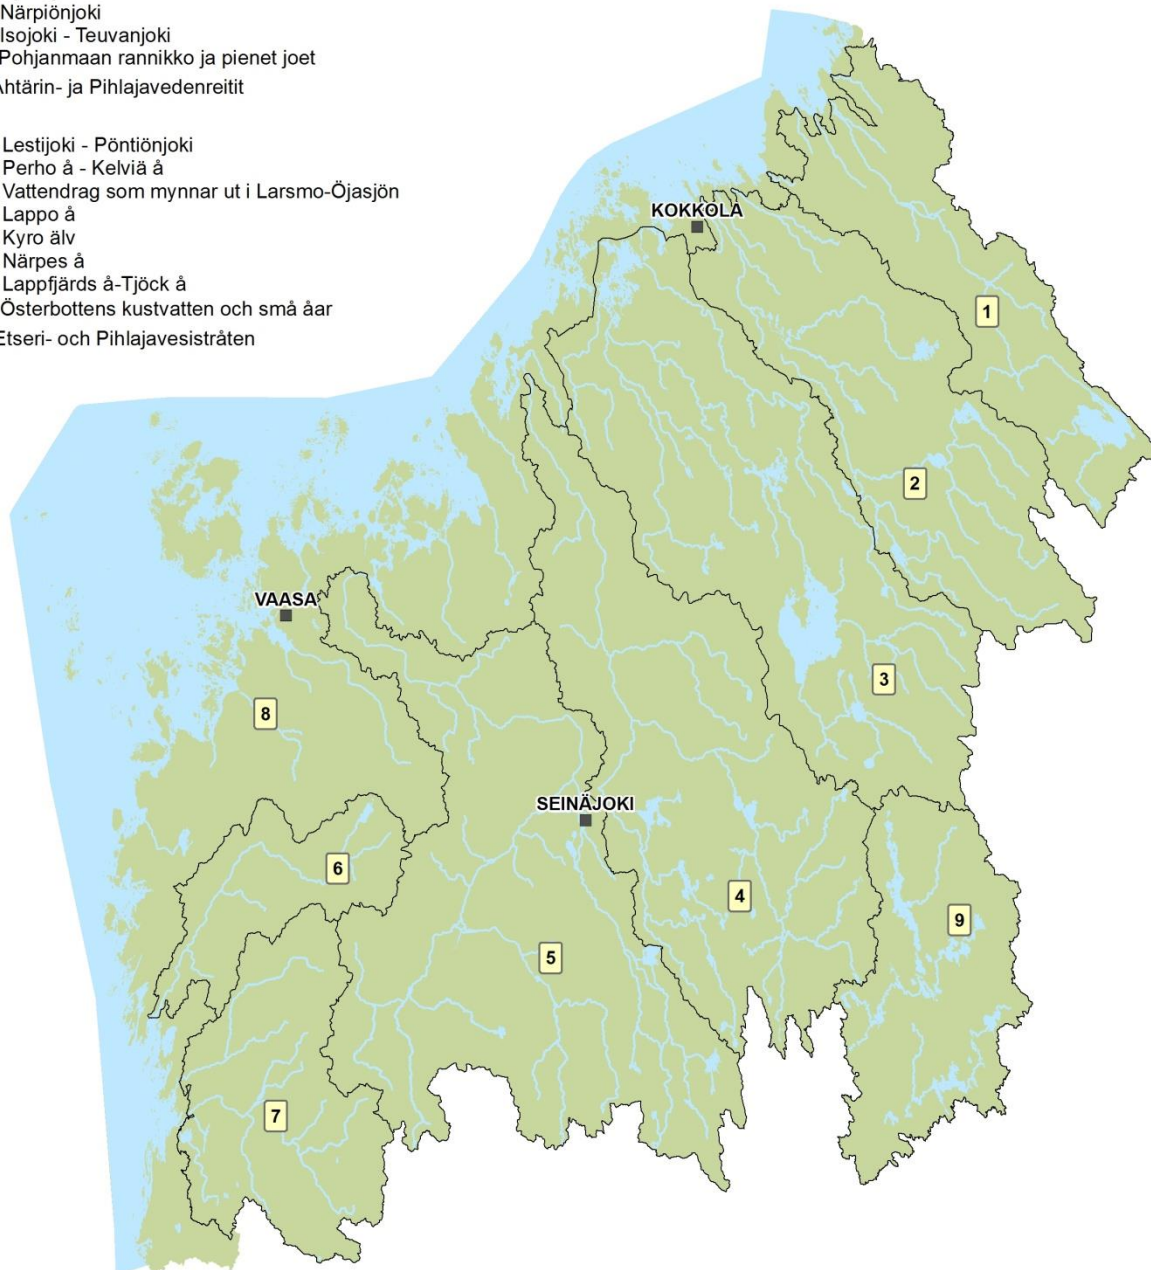 Närpiönjoki
Isojoki - Teuvanjoki
Pohjanmaan rannikko ja pienet joet
Ähtärin- ja Pihlajavedenreitit
Lestijoki - Pöntiönjoki
Perho å - Kelviä å
Vattendrag som mynnar ut i Larsmo-Öjasjön
Lappo å
Kyro älv
Närpes å
Lappfjärds å-Tjöck å
Österbottens kustvatten och små åar
Etseri- och Pihlajavesistråten
KOKKOLA
1
2
VAASA
3
8
SEINÄJOKI
6
4
9
5
7